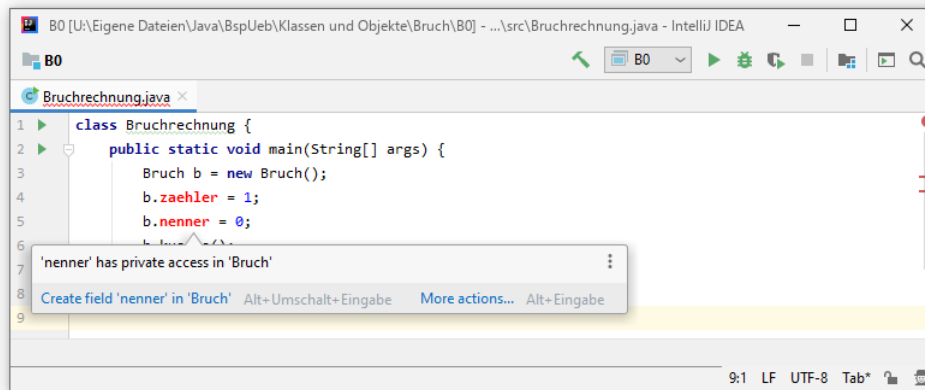 B0 [U:\Eigene Dateien\Java\BspUeb\Klassen und Objekte\Bruch\B0] - ...\src\Bruchrechnung.java - IntelliJ IDEA
B0 B0
Bruchrechnung.java
1 class Bruchrechnung {
2 public static void main(String[] args) {
3 Bruch b = new Bruch();
4 b.zaehler = 1;
5 b.nenner = 0;
6
'nenner' has private access in 'Bruch'
7
8 Create field 'nenner' in 'Bruch' Alt+Umschalt+Eingabe More actions... Alt+Eingabe
9
9:1 LF UTF-8 Tab*